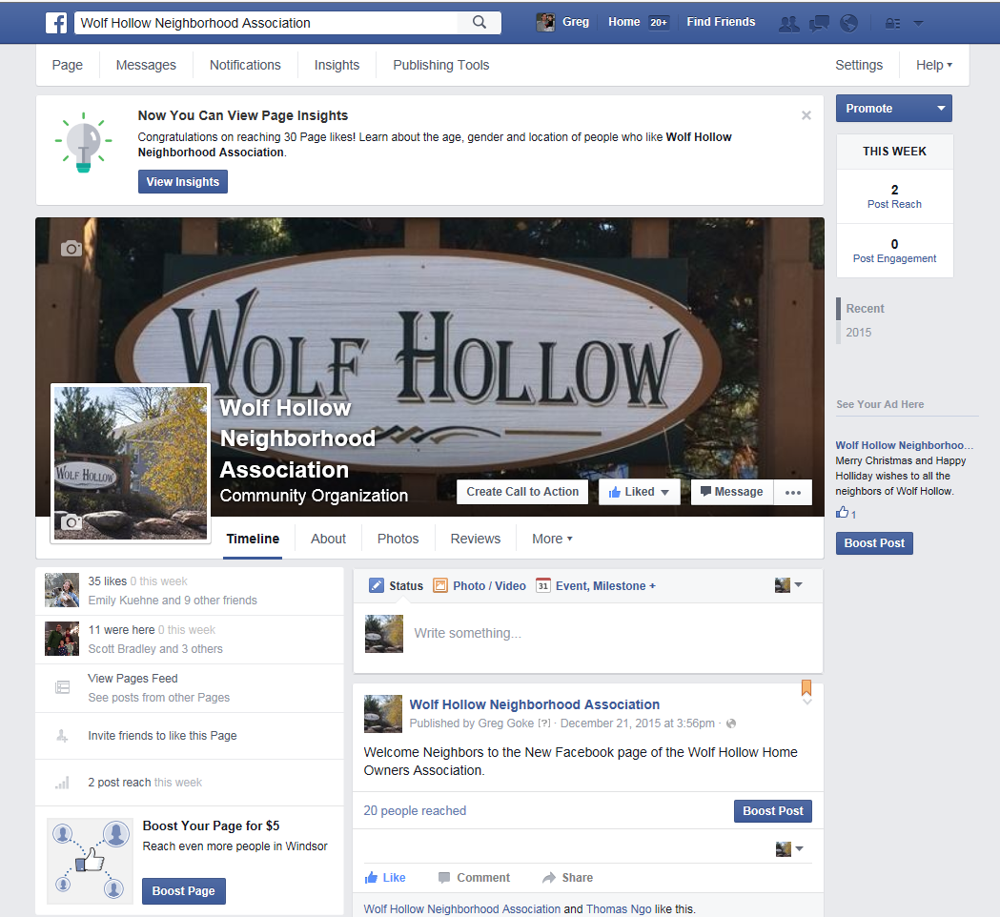 Wolf Hollow Neighborhood Association
Greg
Home 20+
Find Friends
Page
Messages
Notifications
Insights
Publishing Tools
Settings
Help
Now You Can View Page Insights
Congratulations on reaching 30 Page likes! Learn about the age, gender and location of people who like Wolf Hollow
Neighborhood Association.
View Insights
Promote
THIS WEEK
2
Post Reach
0
Post Engagement
Recent
2015
See Your Ad Here
Wolf Hollow Neighborhoo...
Merry Christmas and Happy
Holliday wishes to all the
neighbors of Wolf Hollow.
1
Boost Post
WOLF HOLLOW
WOLF HOLLOW
Wolf Hollow
Neighborhood
Association
Community Organization
Create Call to Action
Liked
Message
...
Timeline
About
Photos
Reviews
More
35 likes 0 this week
Emily Kuehne and 9 other friends
11 were here 0 this week
Scott Bradley and 3 others
View Pages Feed
See posts from other Pages
Invite friends to like this Page
2 post reach this week
Boost Your Page for $5
Reach even more people in Windsor
Boost Page
Status
Photo / Video
31 Event, Milestone +
Write something...
Wolf Hollow Neighborhood Association
Published by Greg Goke [?] · December 21, 2015 at 3:56pm ·
Welcome Neighbors to the New Facebook page of the Wolf Hollow Home
Owners Association.
20 people reached
Boost Post
Like
Comment
Share
Wolf Hollow Neighborhood Association and Thomas Ngo like this.